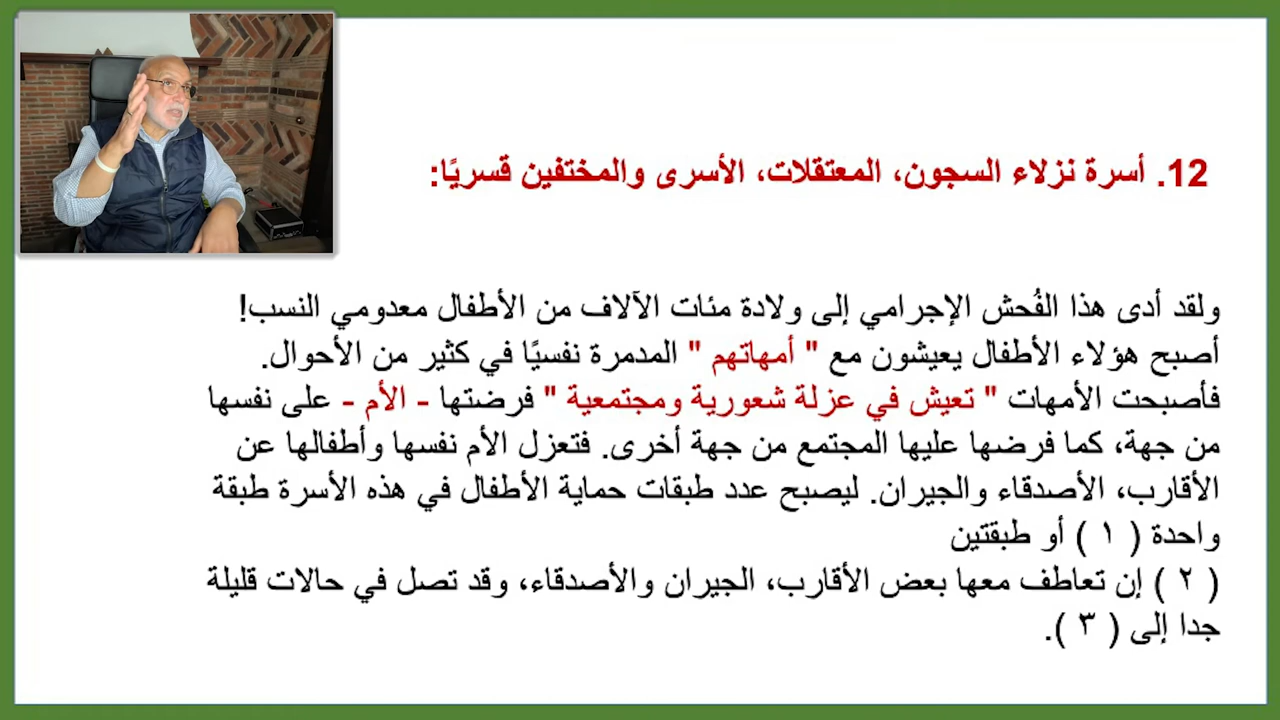 12. أسرة نزلاء السجون، المعتقلات، الأسرى والمختفين قسريًا:
ولقد أدى هذا الفُحش الإجرامي إلى ولادة مئات الآلاف من الأطفال معدومي النسب!
أصبح هؤلاء الأطفال يعيشون مع " أمهاتهم " المدمرة نفسيًا في كثير من الأحوال.
فأصبحت الأمهات " تعيش في عزلة شعورية ومجتمعية " فرضتها - الأم - على نفسها
من جهة، كما فرضها عليها المجتمع من جهة أخرى. فتعزل الأم نفسها وأطفالها عن
الأقارب، الأصدقاء والجيران. ليصبح عدد طبقات حماية الأطفال في هذه الأسرة طبقة
واحدة ( ١ ) أو طبقتين
( ٢ ) إن تعاطف معها بعض الأقارب، الجيران والأصدقاء، وقد تصل في حالات قليلة
جدا إلى ( ٣ ).